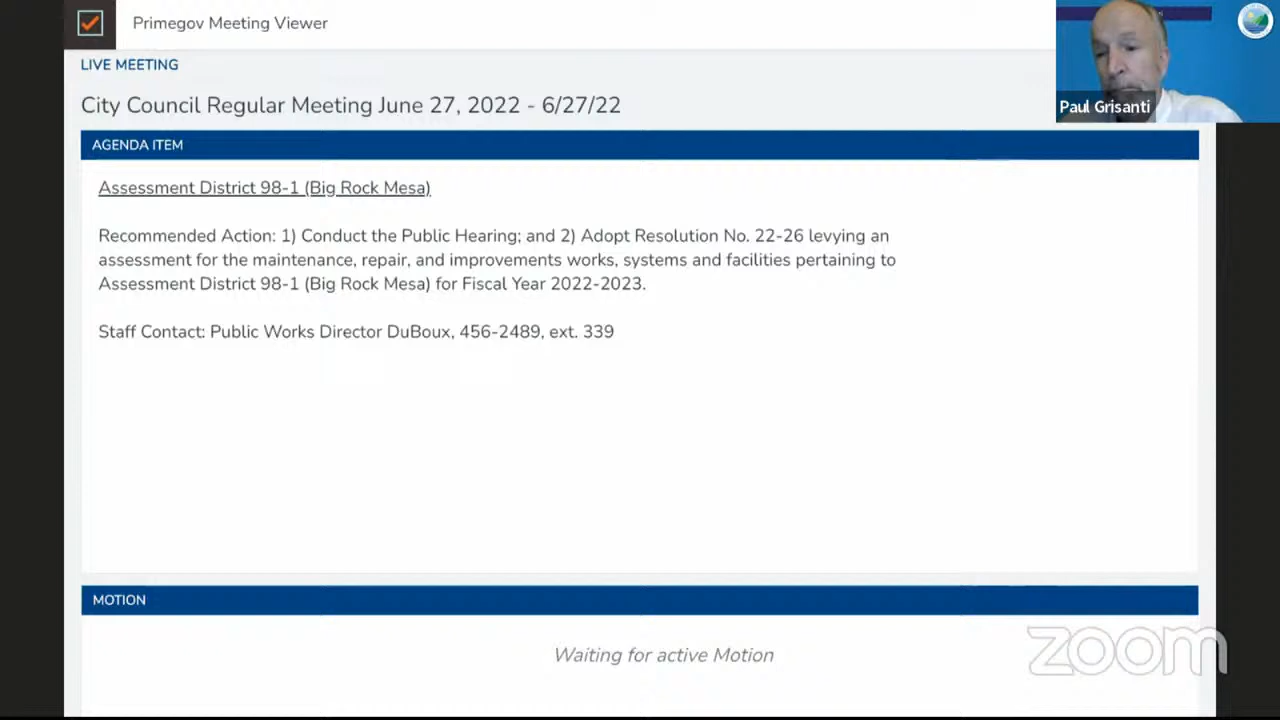 Primegov Meeting Viewer
LIVE MEETING
City Council Regular Meeting June 27, 2022 - 6/27/22
Paul Grisanti
AGENDA ITEM
Assessment District 98-1 (Big Rock Mesa)
Recommended Action: 1) Conduct the Public Hearing; and 2) Adopt Resolution No. 22-26 levying an
assessment for the maintenance, repair, and improvements works, systems and facilities pertaining to
Assessment District 98-1 (Big Rock Mesa) for Fiscal Year 2022-2023.
Staff Contact: Public Works Director DuBoux, 456-2489, ext. 339
MOTION
Waiting for active Motion
zoom